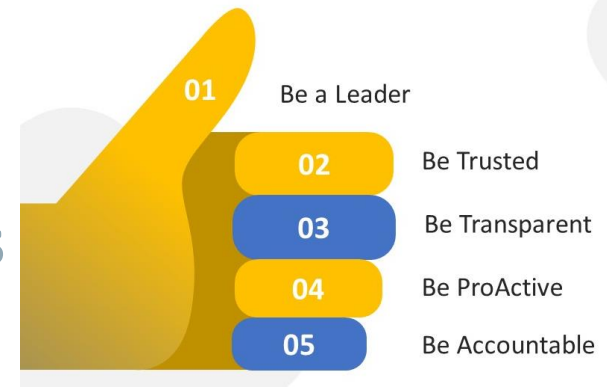 01 Be a Leader
02 Be Trusted
03 Be Transparent
04 Be ProActive
05 Be Accountable